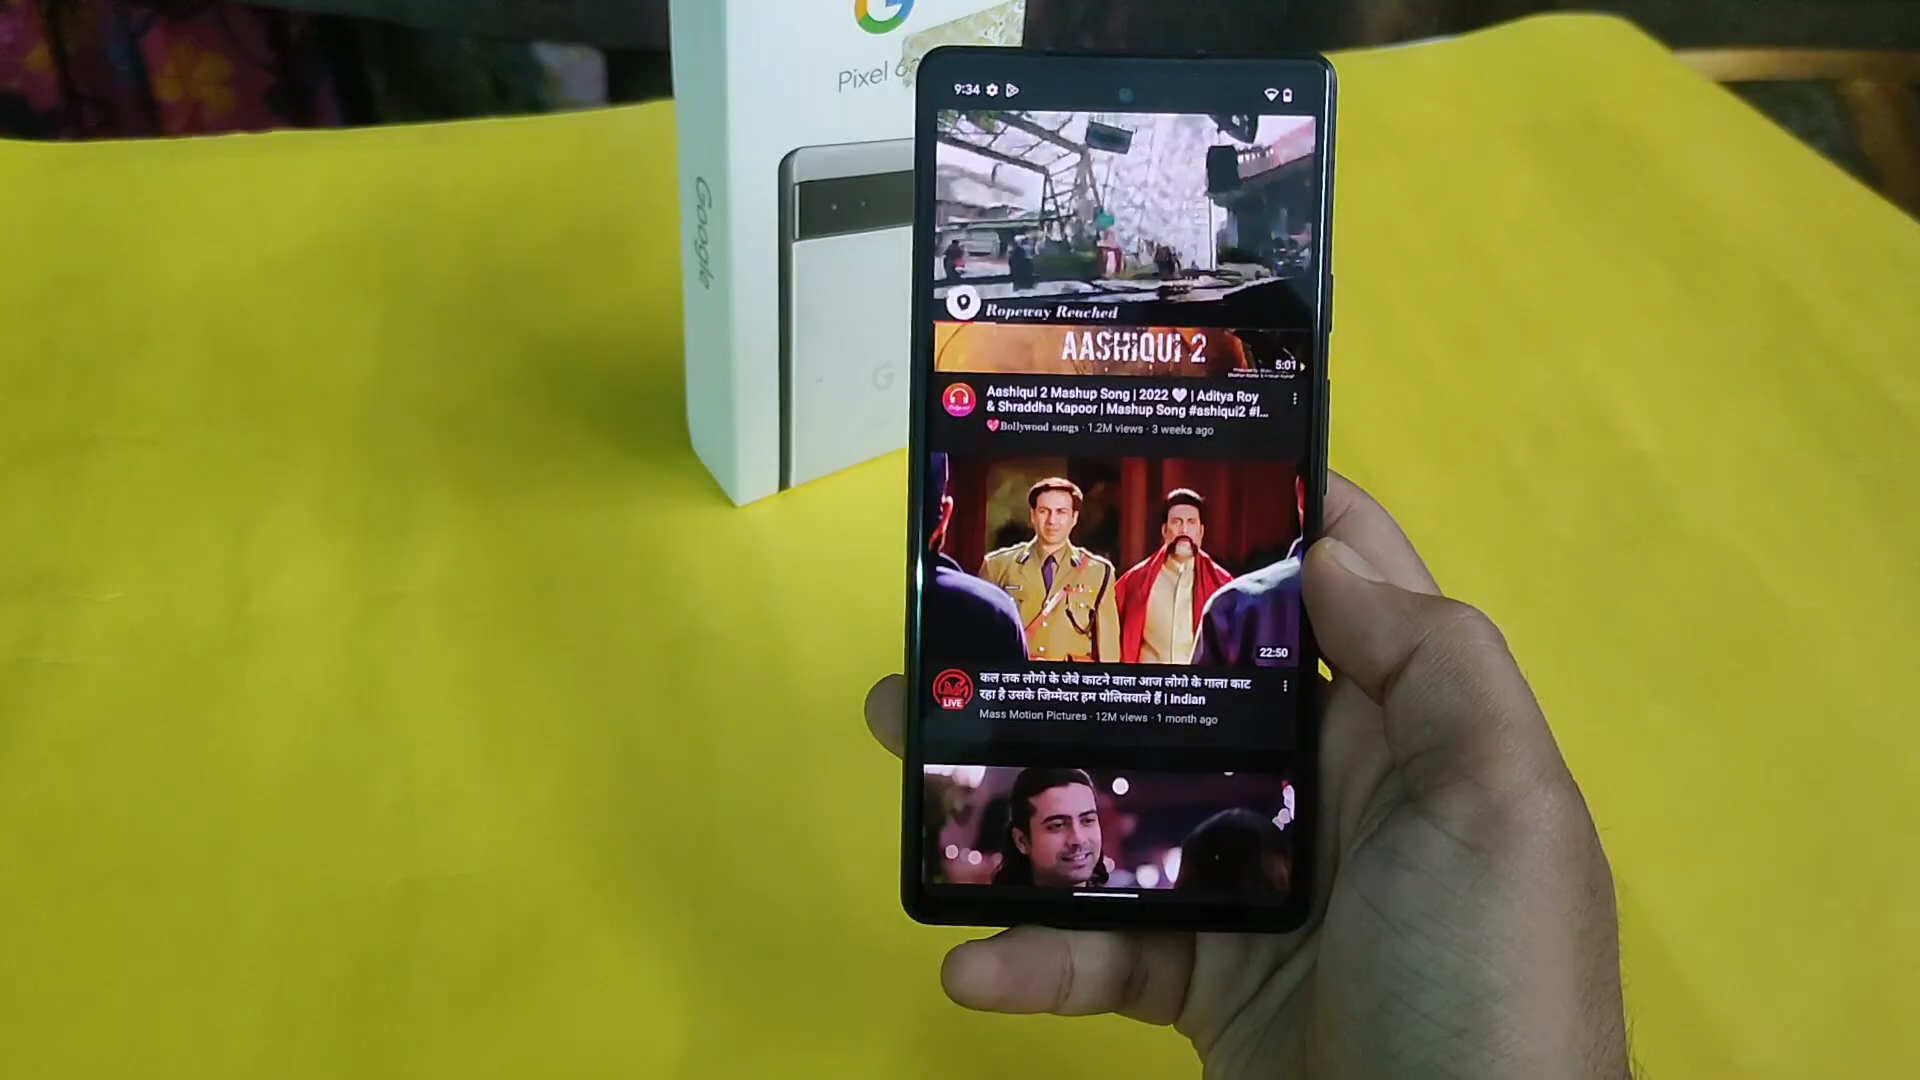 Pixel 6a
Google
9:34
Ropeway Reached
AASHIQUI 2
5:01
Aashiqui 2 Mashup Song | 2022 🤍 | Aditya Roy
& Shraddha Kapoor | Mashup Song #ashiqui2 #l...
💖Bollywood songs · 1.2M views · 3 weeks ago
22:50
कल तक लोगो के जेबे काटने वाला आज लोगो के गाला काट
रहा है उसके जिम्मेदार हम पोलिसवाले हैं | Indian
LIVE
Mass Motion Pictures · 12M views · 1 month ago